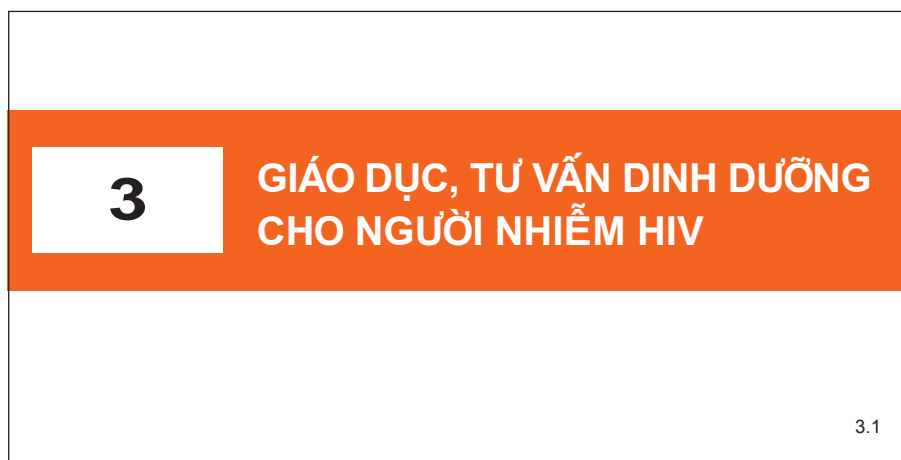 3
GIÁO DỤC, TƯ VẤN DINH DƯỠNG
CHO NGƯỜI NHIỄM HIV
3.1